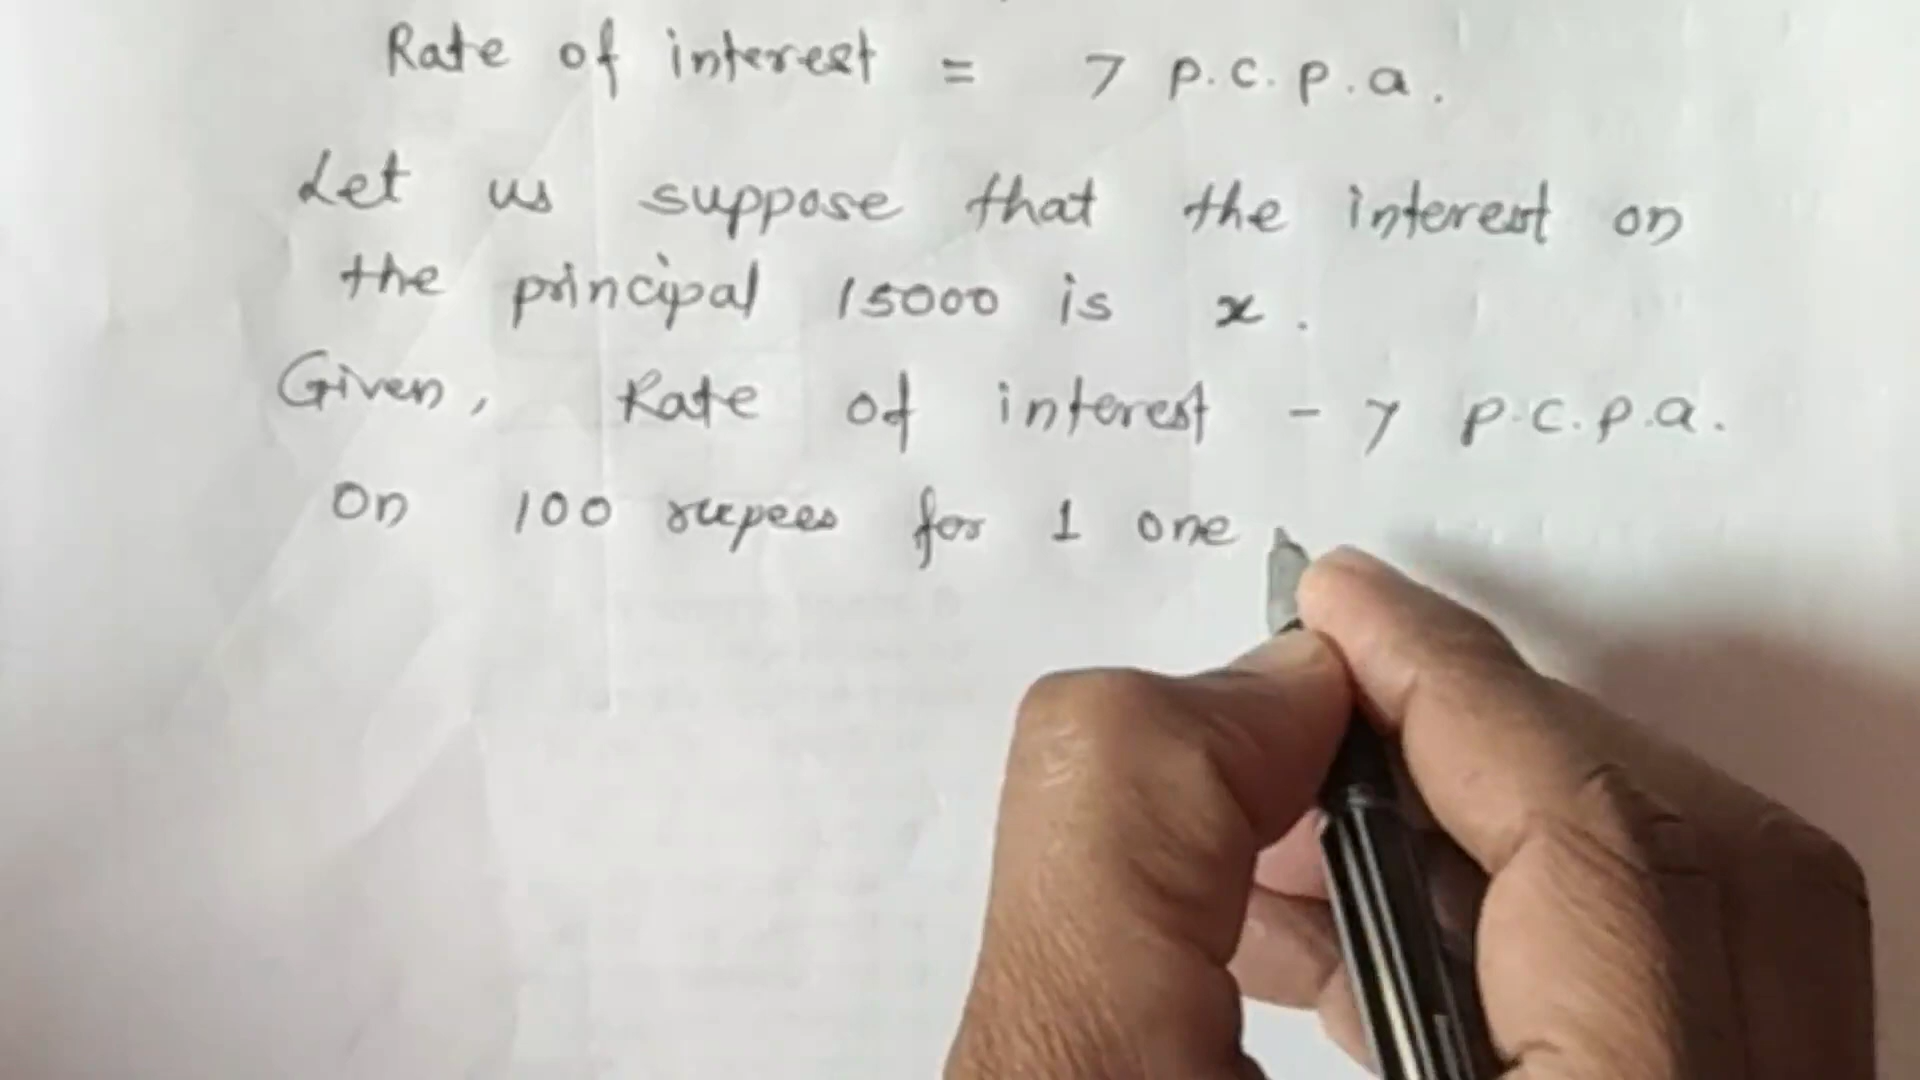 Rate of interest = 7 p.c.p.a.
Let us suppose that the interest on
the principal 15000 is x.
Given, Rate of interest - 7 p.c.p.a.
On 100 rupees for 1 one